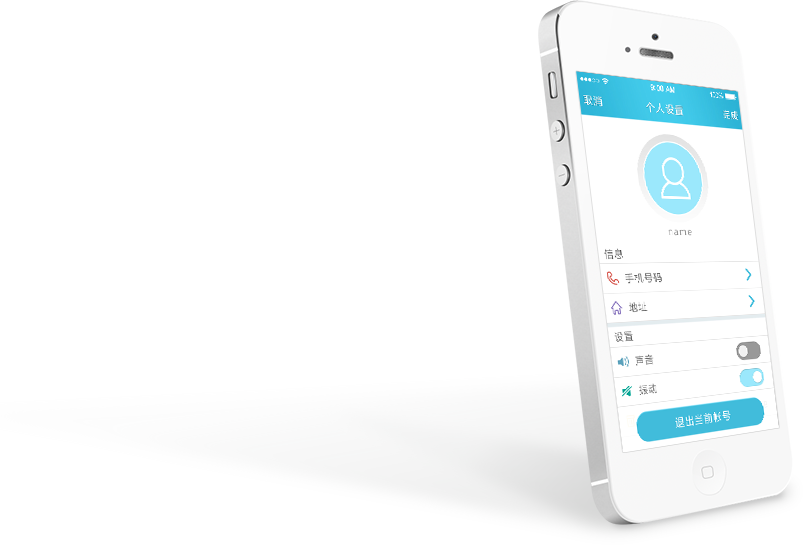 9:00 AM 100%
取消 个人设置 完成
name
信息
手机号码
地址
设置
声音
振动
退出当前帐号